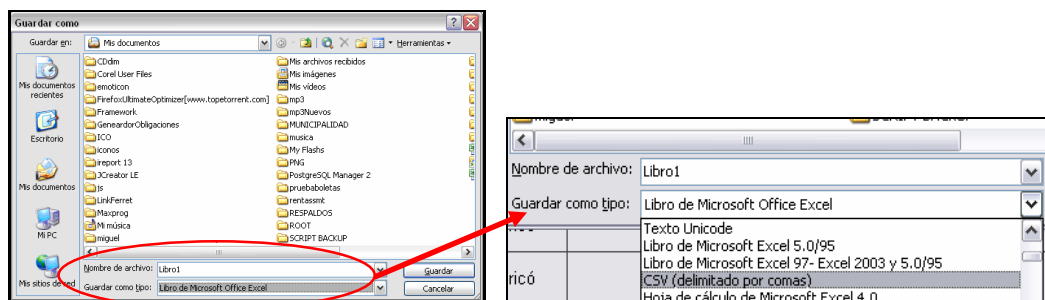 Guardar como
Guardar en:
Mis documentos
Herramientas
Mis documentos recientes
Escritorio
Mis documentos
Mi PC
Mis sitios de red
CDdim
Corel User Files
emoticon
FirefoxUltimateOptimizer[www.topetorrent.com]
Framework
GeneardorObligaciones
ICO
iconos
ireport 13
JCreator LE
js
LinkFerret
Maxprog
Mi música
miguel
Mis archivos recibidos
Mis imágenes
Mis vídeos
mp3
mp3Nuevos
MUNICIPALIDAD
musica
My Flashs
PNG
PostgreSQL Manager 2
pruebaboletas
rentassmt
RESPALDOS
ROOT
SCRIPT BACKUP
Nombre de archivo: Libro1
Guardar
Guardar como tipo: Libro de Microsoft Office Excel
Cancelar
Nombre de archivo: Libro1
Guardar como tipo: Libro de Microsoft Office Excel
Texto Unicode
Libro de Microsoft Excel 5.0/95
Libro de Microsoft Excel 97- Excel 2003 y 5.0/95
CSV (delimitado por comas)
Hoja de cálculo de Microsoft Excel 4.0
ricó